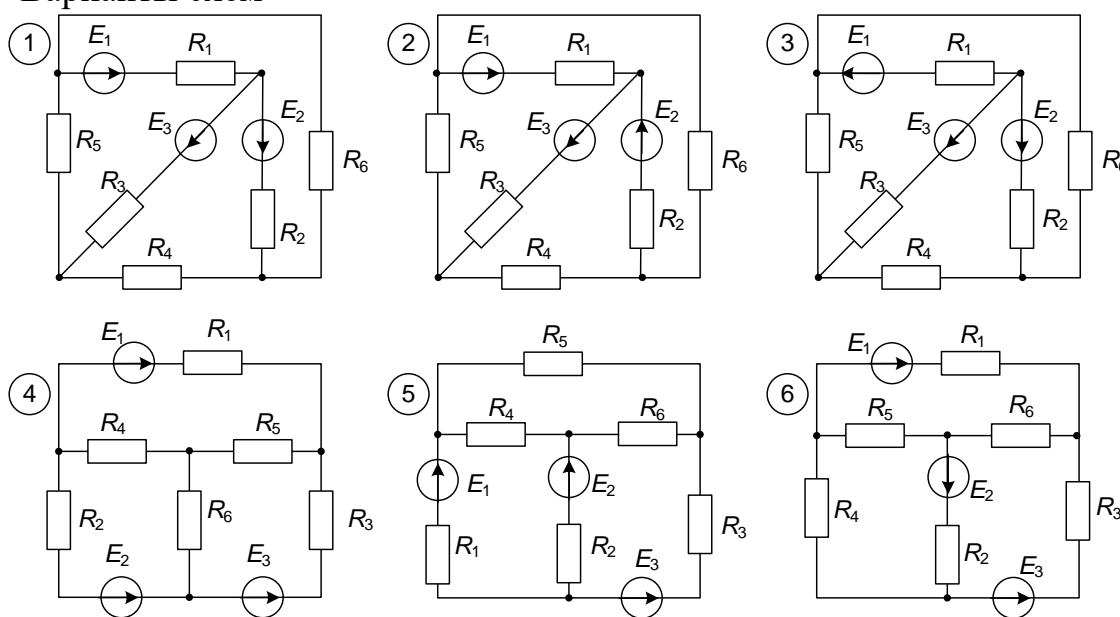 Варианты схем
1
E₁
R₁
E₂
E₃
R₅
R₆
R₃
R₂
R₄
2
E₁
R₁
E₂
E₃
R₅
R₆
R₃
R₂
R₄
3
E₁
R₁
E₂
E₃
R₅
R₆
R₃
R₂
R₄
4
E₁
R₁
R₄
R₅
R₂
R₆
R₃
E₂
E₃
5
R₅
R₄
R₆
E₁
E₂
R₃
R₁
R₂
E₃
6
E₁
R₁
R₅
R₆
E₂
R₄
R₃
R₂
E₃